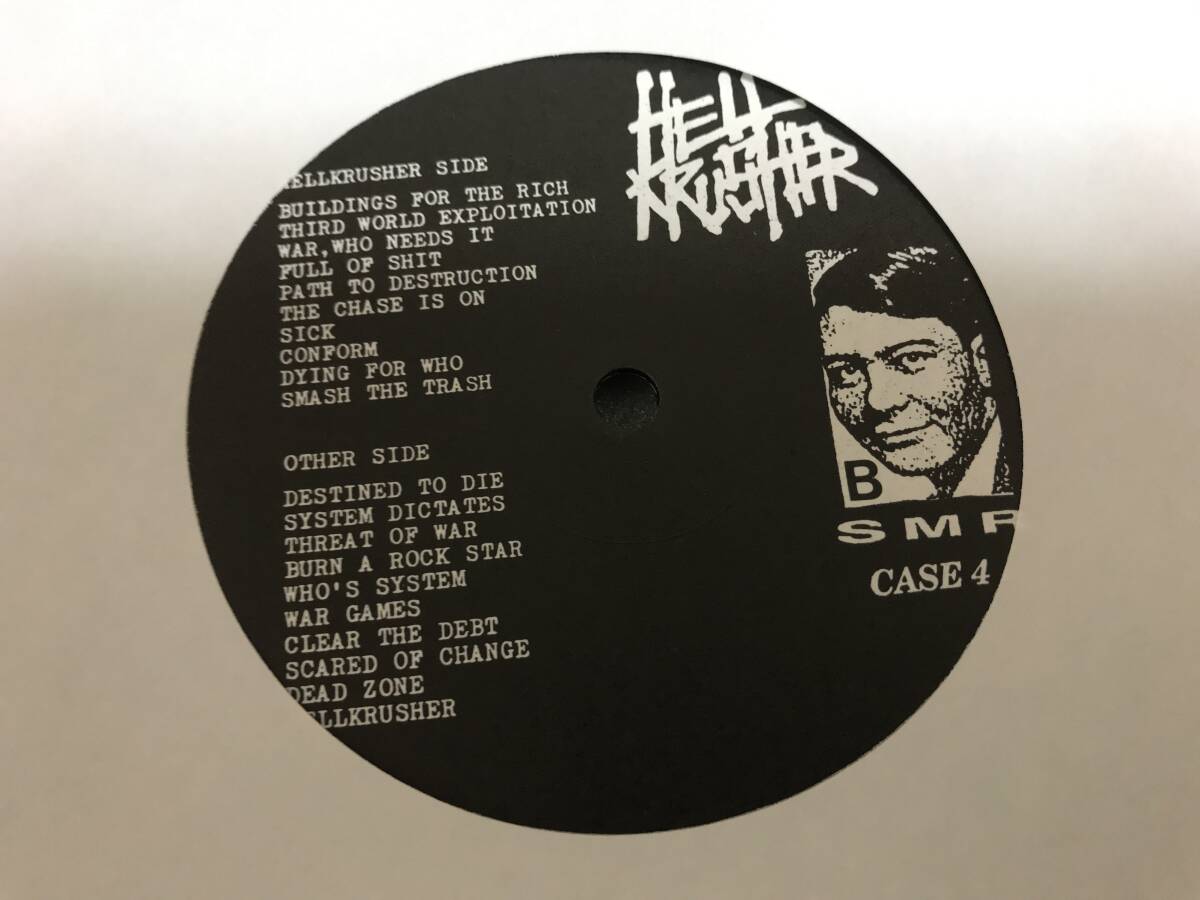 HELLKRUSHER SIDE
BUILDINGS FOR THE RICH
THIRD WORLD EXPLOITATION
WAR,WHO NEEDS IT
FULL OF SHIT
PATH TO DESTRUCTION
THE CHASE IS ON
SICK
CONFORM
DYING FOR WHO
SMASH THE TRASH
OTHER SIDE
DESTINED TO DIE
SYSTEM DICTATES
THREAT OF WAR
BURN A ROCK STAR
WHO'S SYSTEM
WAR GAMES
CLEAR THE DEBT
SCARED OF CHANGE
DEAD ZONE
HELLKRUSHER
HELL
KRUSHER
B
SMR
CASE 4